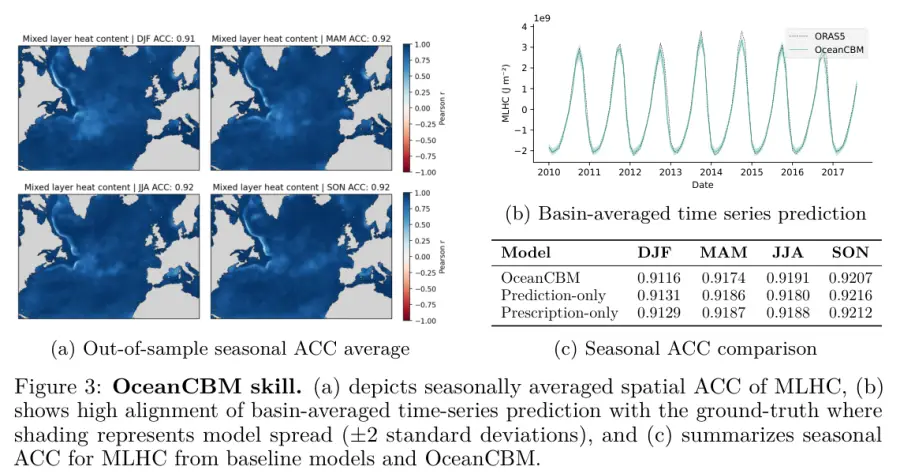 Mixed layer heat content | DJF ACC: 0.91
Mixed layer heat content | MAM ACC: 0.92
1.00
0.75
0.50
0.25
0.00
−0.25
−0.50
−0.75
−1.00
Pearson r
Mixed layer heat content | JJA ACC: 0.92
Mixed layer heat content | SON ACC: 0.92
1.00
0.75
0.50
0.25
0.00
−0.25
−0.50
−0.75
−1.00
Pearson r
(a) Out-of-sample seasonal ACC average
1e9
4
3
2
1
0
−1
−2
MLHC (J m⁻²)
ORAS5
OceanCBM
2010 2011 2012 2013 2014 2015 2016 2017
Date
(b) Basin-averaged time series prediction
Model DJF MAM JJA SON
OceanCBM 0.9116 0.9174 0.9191 0.9207
Prediction-only 0.9131 0.9186 0.9180 0.9216
Prescription-only 0.9129 0.9187 0.9188 0.9212
(c) Seasonal ACC comparison
Figure 3: OceanCBM skill. (a) depicts seasonally averaged spatial ACC of MLHC, (b)
shows high alignment of basin-averaged time-series prediction with the ground-truth where
shading represents model spread (±2 standard deviations), and (c) summarizes seasonal
ACC for MLHC from baseline models and OceanCBM.